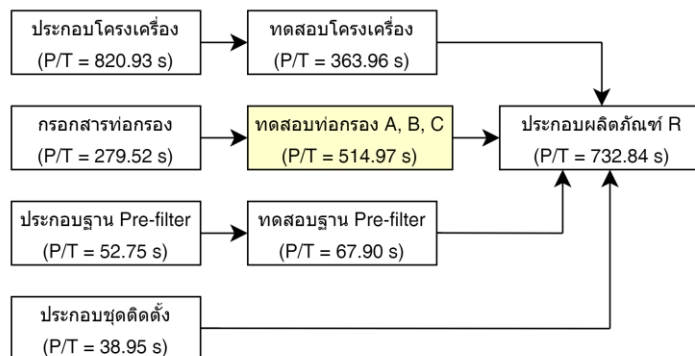 ประกอบโครงเครื่อง
(P/T = 820.93 s)
ทดสอบโครงเครื่อง
(P/T = 363.96 s)
กรอกสารท่อกรอง
(P/T = 279.52 s)
ทดสอบท่อกรอง A, B, C
(P/T = 514.97 s)
ประกอบผลิตภัณฑ์ R
(P/T = 732.84 s)
ประกอบฐาน Pre-filter
(P/T = 52.75 s)
ทดสอบฐาน Pre-filter
(P/T = 67.90 s)
ประกอบชุดติดตั้ง
(P/T = 38.95 s)